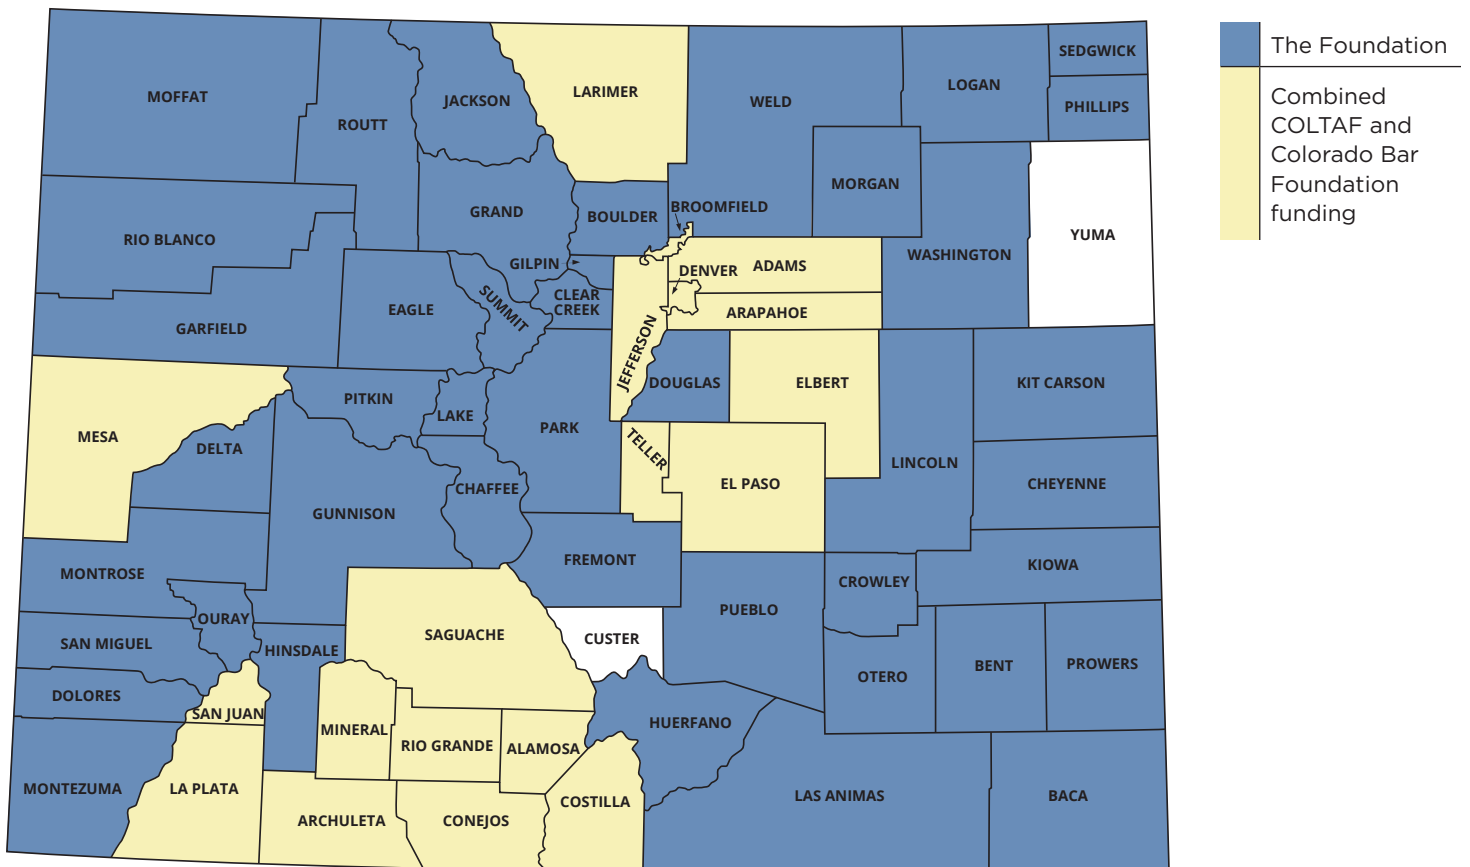 SEDGWICK
The Foundation
LOGAN
MOFFAT
LARIMER
JACKSON
WELD
PHILLIPS
Combined
COLTAF and
Colorado Bar
Foundation
funding
ROUTT
MORGAN
GRAND
BOULDER
BROOMFIELD
YUMA
RIO BLANCO
WASHINGTON
GILPIN
DENVER
ADAMS
CLEAR
CREEK
SUMMIT
EAGLE
ARAPAHOE
GARFIELD
JEFFERSON
DOUGLAS
ELBERT
KIT CARSON
PITKIN
LAKE
PARK
MESA
DELTA
TELLER
LINCOLN
CHAFFEE
EL PASO
CHEYENNE
GUNNISON
FREMONT
KIOWA
MONTROSE
CROWLEY
PUEBLO
OURAY
SAGUACHE
CUSTER
SAN MIGUEL
HINSDALE
BENT
PROWERS
OTERO
DOLORES
SAN JUAN
HUERFANO
MINERAL
RIO GRANDE
ALAMOSA
MONTEZUMA
LA PLATA
LAS ANIMAS
BACA
COSTILLA
ARCHULETA
CONEJOS